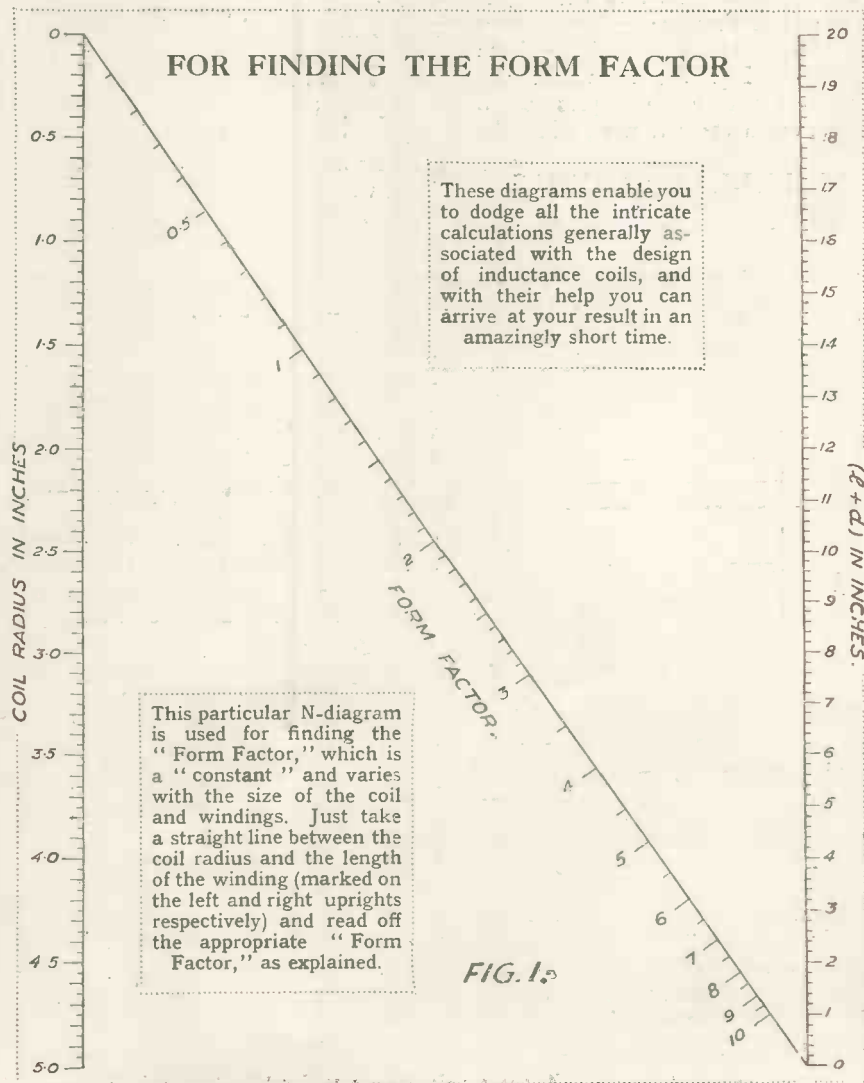 FOR FINDING THE FORM FACTOR
0
0.5
1.0
1.5
2.0
2.5
3.0
3.5
4.0
4 5
5.0
COIL RADIUS IN INCHES
These diagrams enable you
to dodge all the intricate
calculations generally as-
sociated with the design
of inductance coils, and
with their help you can
arrive at your result in an
amazingly short time.
0.5
1
2
3
4
5
6
7
8
9
10
FORM FACTOR.
This particular N-diagram
is used for finding the
" Form Factor," which is
a " constant " and varies
with the size of the coil
and windings. Just take
a straight line between the
coil radius and the length
of the winding (marked on
the left and right uprights
respectively) and read off
the appropriate " Form
Factor," as explained.
FIG. 1.
20
19
18
17
16
15
14
13
12
11
10
9
8
7
6
5
4
3
2
1
0
IN INCHES.